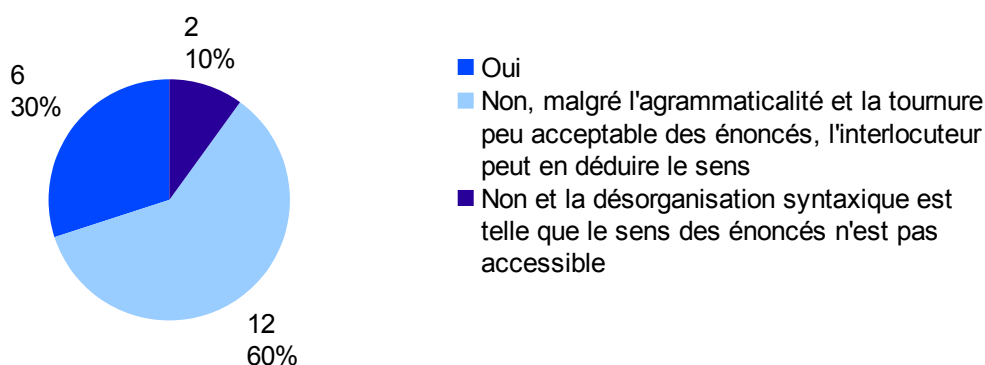 2
10%
6
30%
12
60%
Oui
Non, malgré l'agrammaticalité et la tournure
peu acceptable des énoncés, l'interlocuteur
peut en déduire le sens
Non et la désorganisation syntaxique est
telle que le sens des énoncés n'est pas
accessible